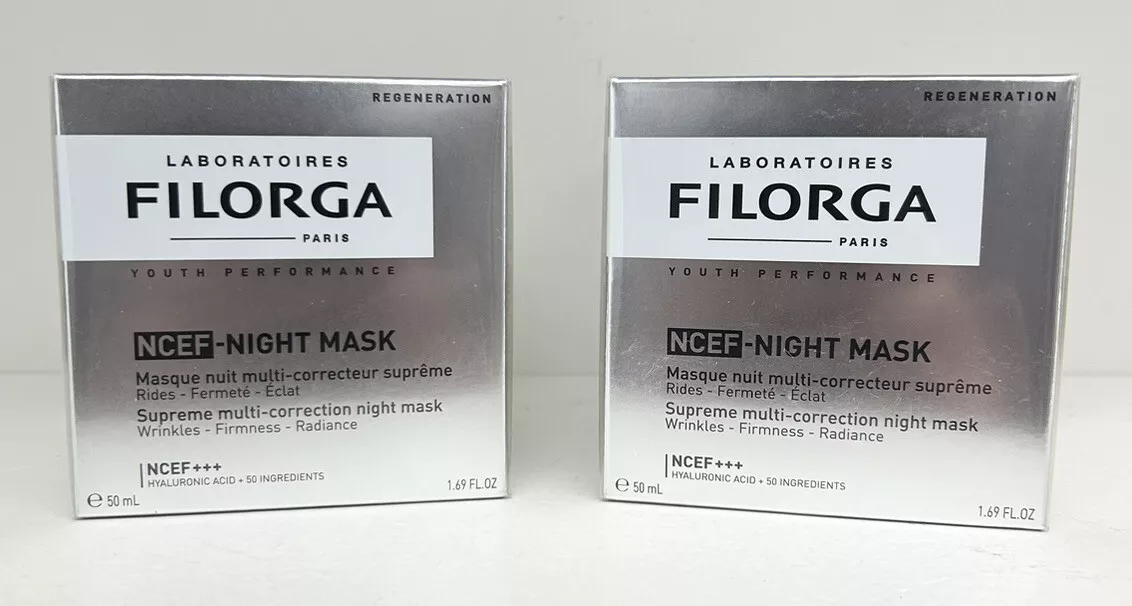 REGENERATION
LABORATOIRES
FILORGA
PARIS
YOUTH PERFORMANCE
NCEF-NIGHT MASK
Masque nuit multi-correcteur suprême
Rides - Fermeté - Éclat
Supreme multi-correction night mask
Wrinkles - Firmness - Radiance
NCEF+++
HYALURONIC ACID + 50 INGREDIENTS
℮ 50 mL
1.69 FL.OZ
REGENERATION
LABORATOIRES
FILORGA
PARIS
YOUTH PERFORMANCE
NCEF-NIGHT MASK
Masque nuit multi-correcteur suprême
Rides - Fermeté - Éclat
Supreme multi-correction night mask
Wrinkles - Firmness - Radiance
NCEF+++
HYALURONIC ACID + 50 INGREDIENTS
℮ 50 mL
1.69 FL.OZ